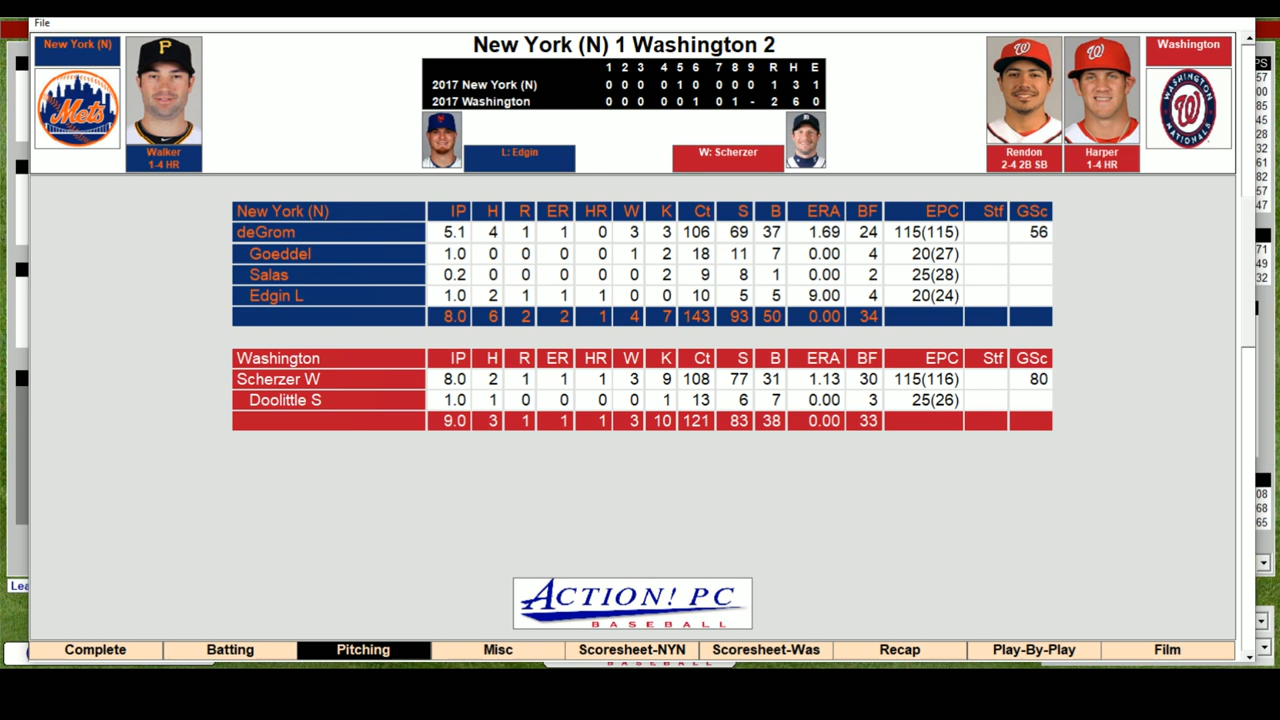 File
New York (N)
New York (N) 1 Washington 2
Washington
1 2 3 4 5 6 7 8 9 R H E
2017 New York (N) 0 0 0 0 1 0 0 0 0 1 3 1
2017 Washington 0 0 0 0 0 1 0 1 - 2 6 0
Mets
Walker
1-4 HR
L: Edgin
W: Scherzer
Rendon
2-4 2B SB
Harper
1-4 HR
WASHINGTON
NATIONALS
New York (N) IP H R ER HR W K Ct S B ERA BF EPC Stf GSc
deGrom 5.1 4 1 1 0 3 3 106 69 37 1.69 24 115(115) 56
Goeddel 1.0 0 0 0 0 1 2 18 11 7 0.00 4 20(27)
Salas 0.2 0 0 0 0 0 2 9 8 1 0.00 2 25(28)
Edgin L 1.0 2 1 1 1 0 0 10 5 5 9.00 4 20(24)
8.0 6 2 2 1 4 7 143 93 50 0.00 34
Washington IP H R ER HR W K Ct S B ERA BF EPC Stf GSc
Scherzer W 8.0 2 1 1 1 3 9 108 77 31 1.13 30 115(116) 80
Doolittle S 1.0 1 0 0 0 0 1 13 6 7 0.00 3 25(26)
9.0 3 1 1 1 3 10 121 83 38 0.00 33
ACTION! PC
BASEBALL
Complete Batting Pitching Misc Scoresheet-NYN Scoresheet-Was Recap Play-By-Play Film